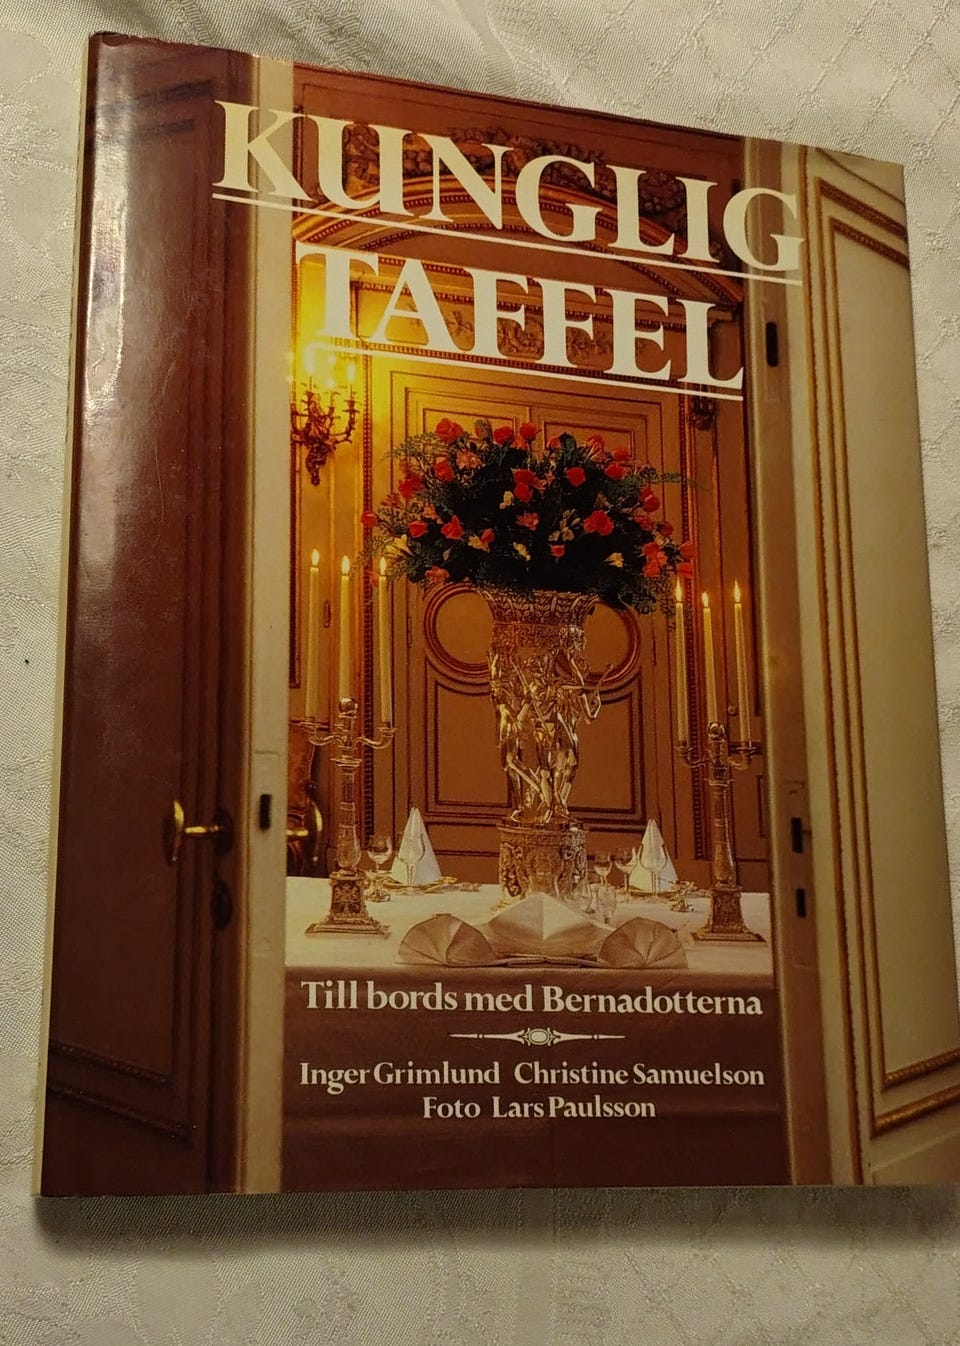 KUNGLIG
TAFFEL
Till bords med Bernadotterna
Inger Grimlund Christine Samuelson
Foto Lars Paulsson